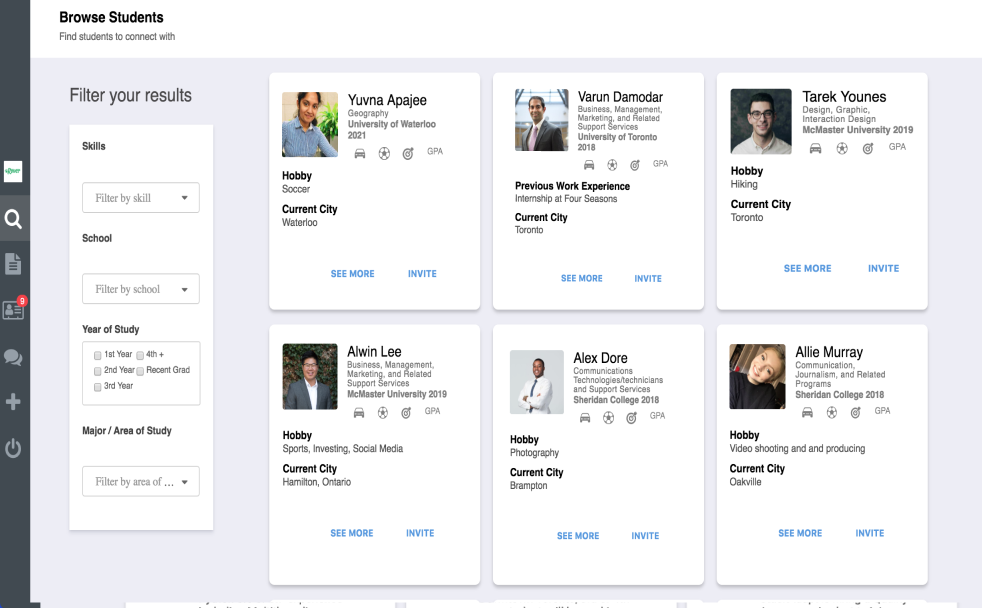 Browse Students
Find students to connect with
Filter your results
Skills
Filter by skill
School
Filter by school
Year of Study
1st Year 4th +
2nd Year Recent Grad
3rd Year
Major / Area of Study
Filter by area of ...
9
Yuvna Apajee
Geography
University of Waterloo
2021
GPA
Hobby
Soccer
Current City
Waterloo
SEE MORE INVITE
Varun Damodar
Business, Management,
Marketing, and Related
Support Services
University of Toronto
2018
GPA
Previous Work Experience
Internship at Four Seasons
Current City
Toronto
SEE MORE INVITE
Tarek Younes
Design, Graphic,
Interaction Design
McMaster University 2019
GPA
Hobby
Hiking
Current City
Toronto
SEE MORE INVITE
Alwin Lee
Business, Management,
Marketing, and Related
Support Services
McMaster University 2019
GPA
Hobby
Sports, Investing, Social Media
Current City
Hamilton, Ontario
SEE MORE INVITE
Alex Dore
Communications
Technologies/technicians
and Support Services
Sheridan College 2018
GPA
Hobby
Photography
Current City
Brampton
SEE MORE INVITE
Allie Murray
Communication,
Journalism, and Related
Programs
Sheridan College 2018
GPA
Hobby
Video shooting and and producing
Current City
Oakville
SEE MORE INVITE